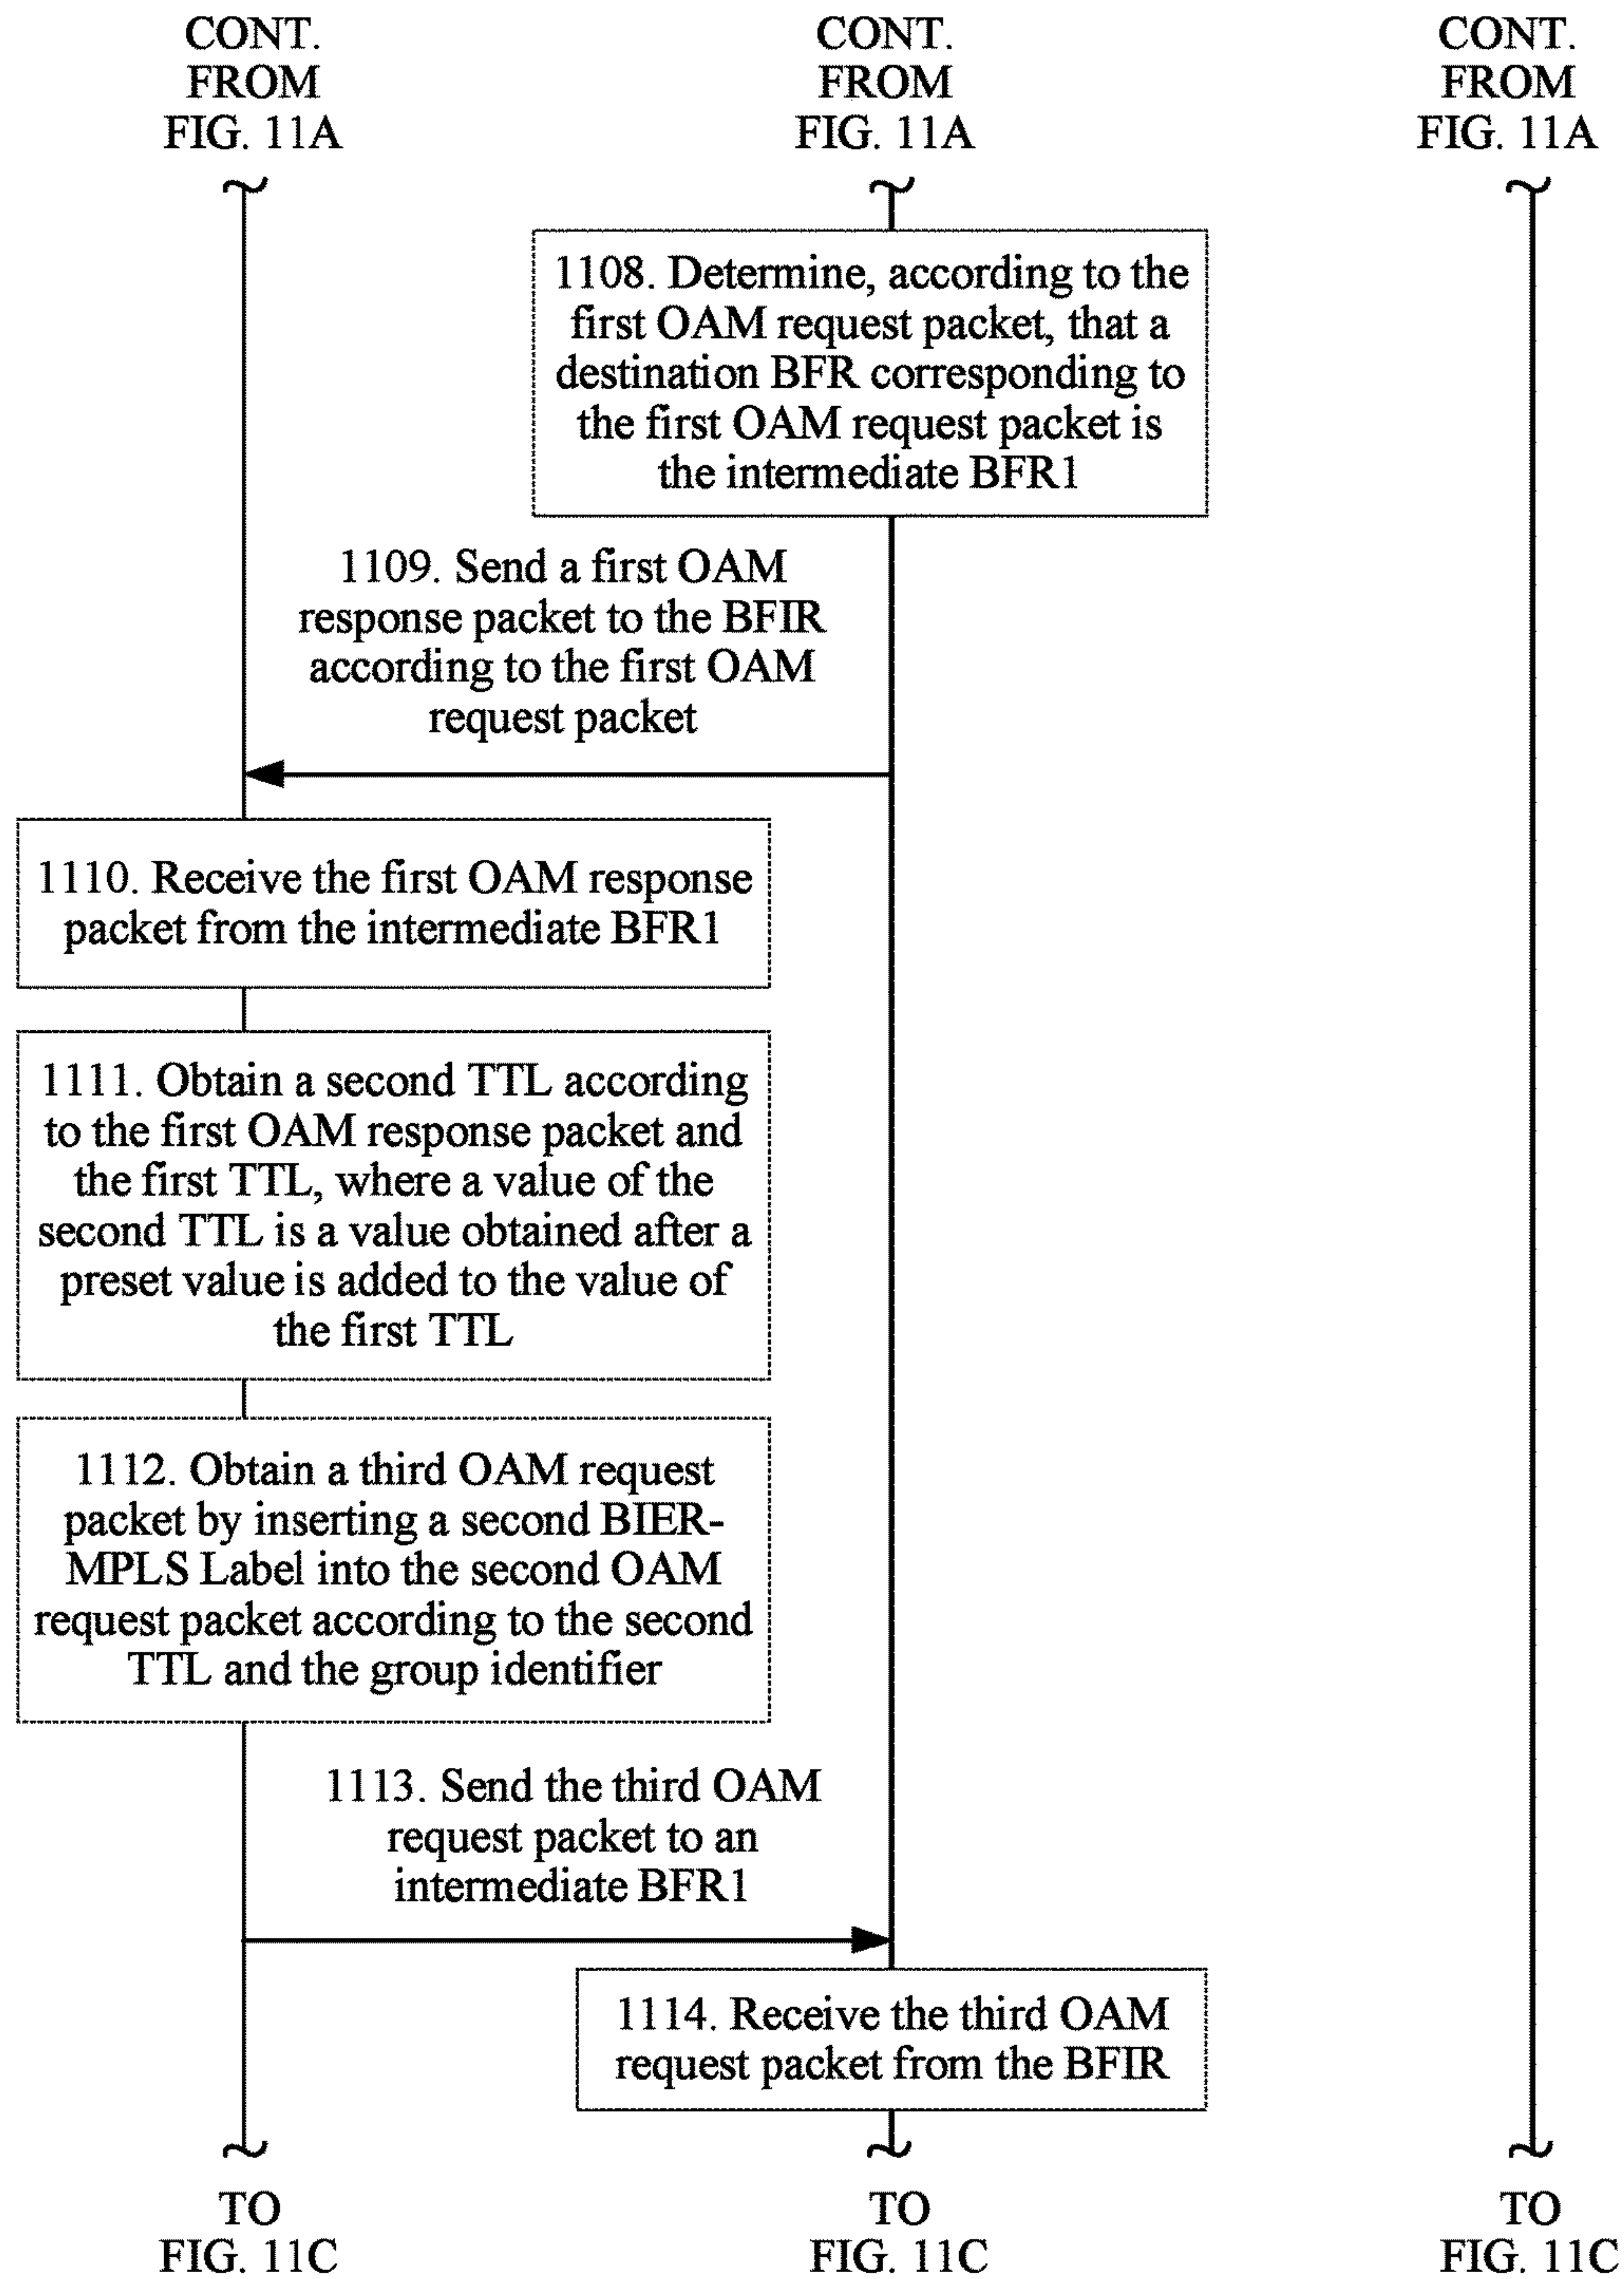 CONT.
FROM
FIG. 11A
CONT.
FROM
FIG. 11A
CONT.
FROM
FIG. 11A
1108. Determine, according to the
first OAM request packet, that a
destination BFR corresponding to
the first OAM request packet is
the intermediate BFR1
1109. Send a first OAM
response packet to the BFIR
according to the first OAM
request packet
1110. Receive the first OAM response
packet from the intermediate BFR1
1111. Obtain a second TTL according
to the first OAM response packet and
the first TTL, where a value of the
second TTL is a value obtained after a
preset value is added to the value of
the first TTL
1112. Obtain a third OAM request
packet by inserting a second BIER-
MPLS Label into the second OAM
request packet according to the second
TTL and the group identifier
1113. Send the third OAM
request packet to an
intermediate BFR1
1114. Receive the third OAM
request packet from the BFIR
TO
FIG. 11C
TO
FIG. 11C
TO
FIG. 11C